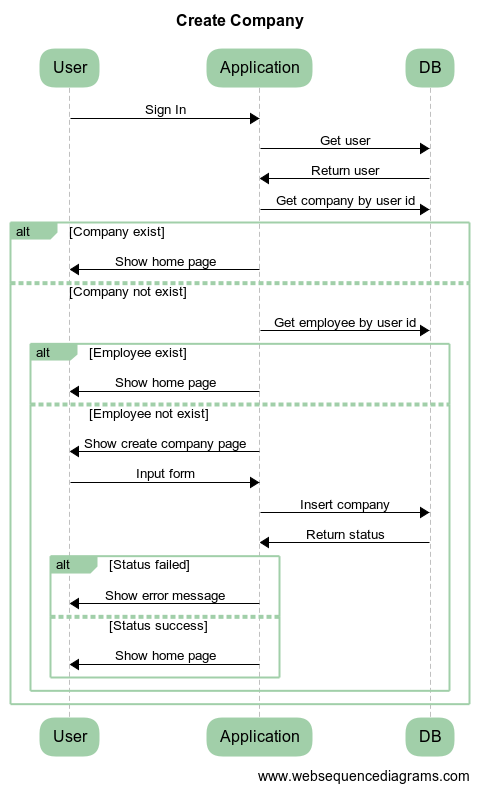 Create Company
User Application DB
Sign In
Get user
Return user
Get company by user id
alt [Company exist]
Show home page
[Company not exist]
Get employee by user id
alt [Employee exist]
Show home page
[Employee not exist]
Show create company page
Input form
Insert company
Return status
alt [Status failed]
Show error message
[Status success]
Show home page
User Application DB
www.websequencediagrams.com